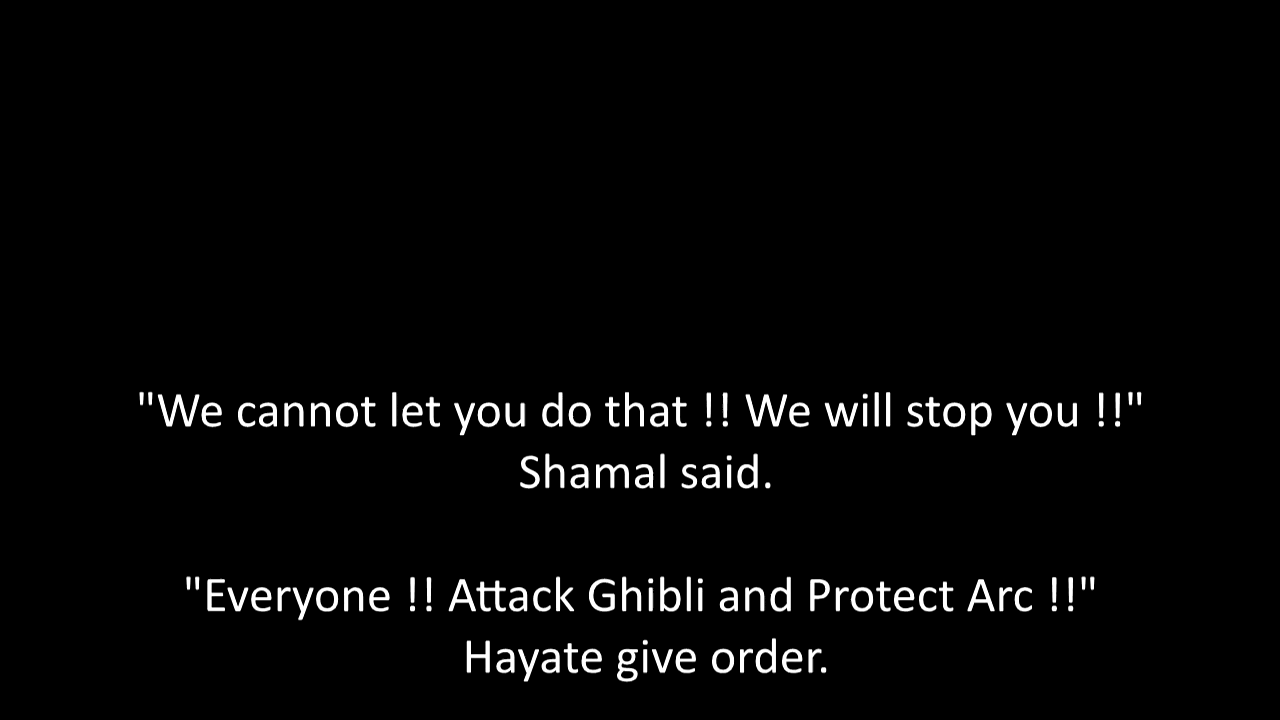 "We cannot let you do that !! We will stop you !!"
Shamal said.
"Everyone !! Attack Ghibli and Protect Arc !!"
Hayate give order.